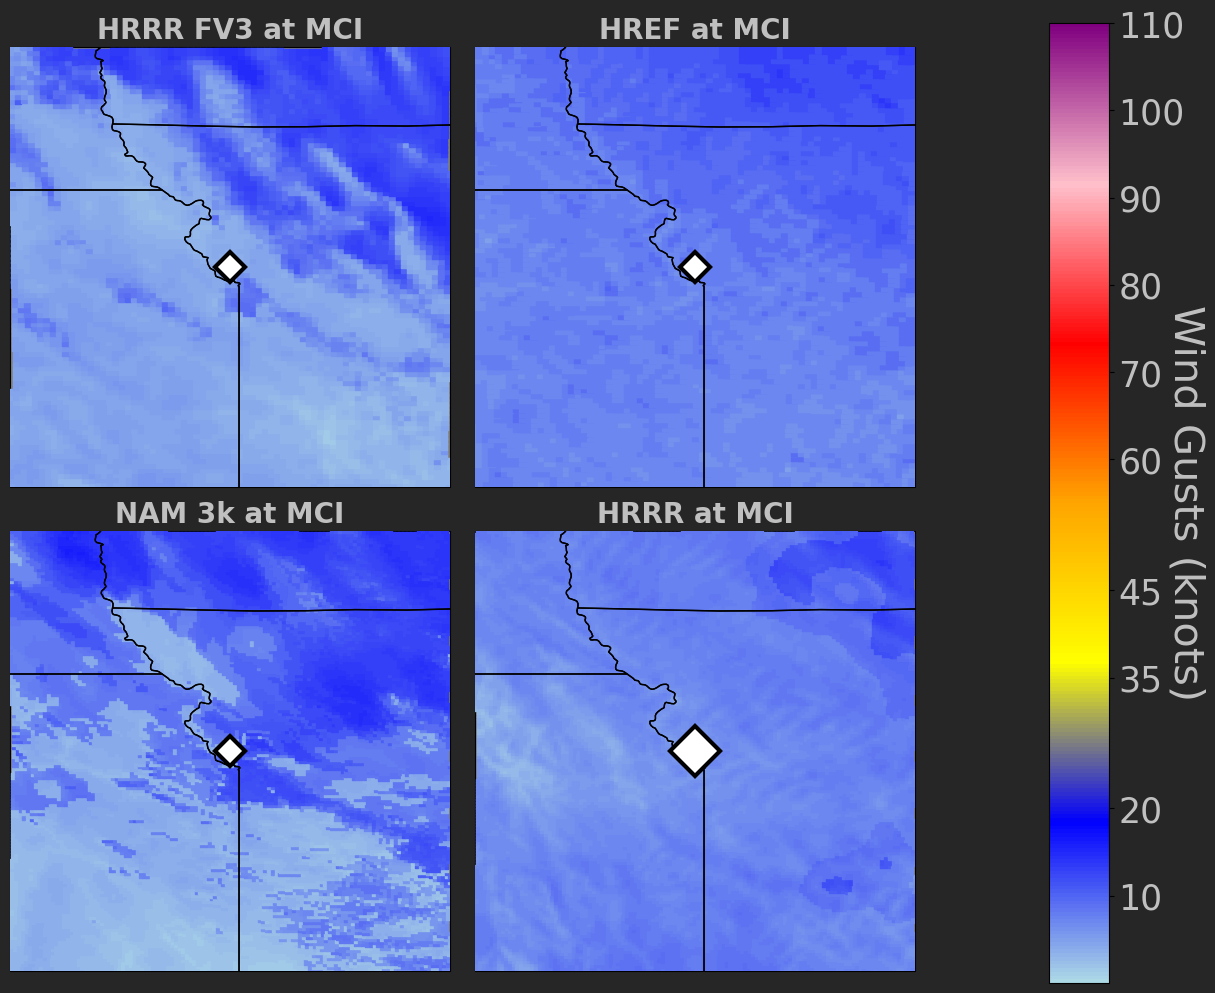 HRRR FV3 at MCI
HREF at MCI
NAM 3k at MCI
HRRR at MCI
110
100
90
80
70
60
45
35
20
10
Wind Gusts (knots)